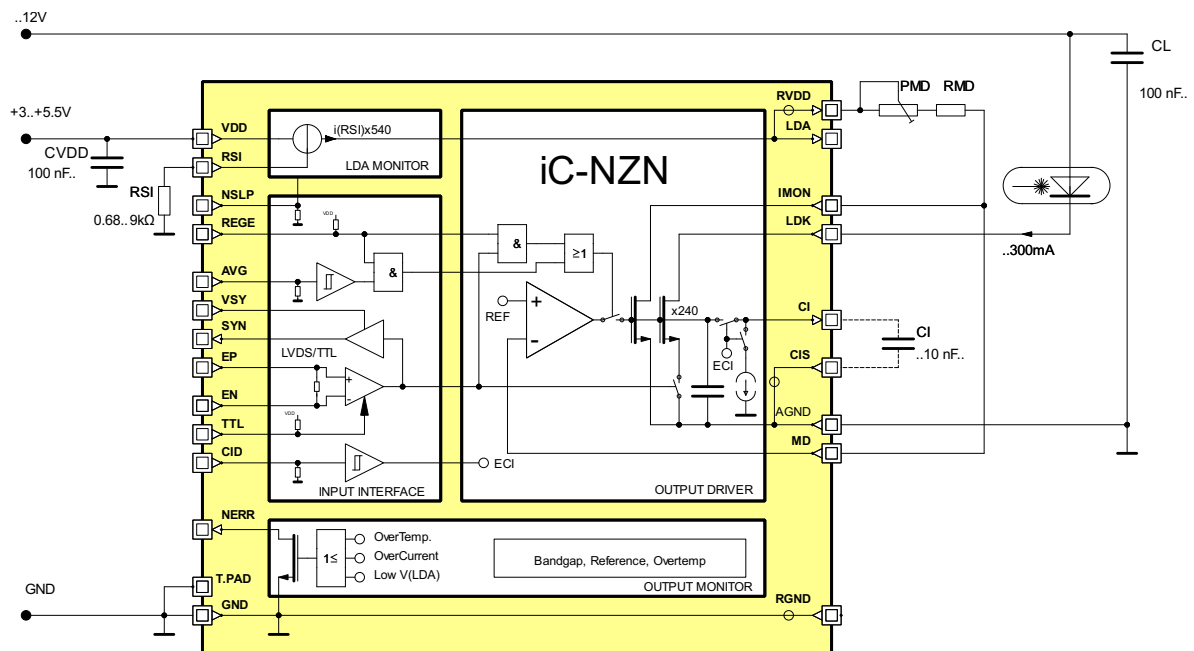 ..12V
CL
100 nF..
PMD
RMD
RVDD
LDA
+3..+5.5V
VDD
i(RSI)x540
CVDD
100 nF..
RSI
LDA MONITOR
iC-NZN
RSI
0.68..9kΩ
NSLP
IMON
REGE
VDD
LDK
&
≥1
..300mA
AVG
&
VSY
REF
+
-
x240
CI
SYN
CI
..10 nF..
LVDS/TTL
EP
+
-
ECI
CIS
EN
VDD
AGND
TTL
MD
CID
ECI
INPUT INTERFACE
OUTPUT DRIVER
NERR
1≤
OverTemp.
OverCurrent
Low V(LDA)
Bandgap, Reference, Overtemp
T.PAD
OUTPUT MONITOR
GND
GND
RGND